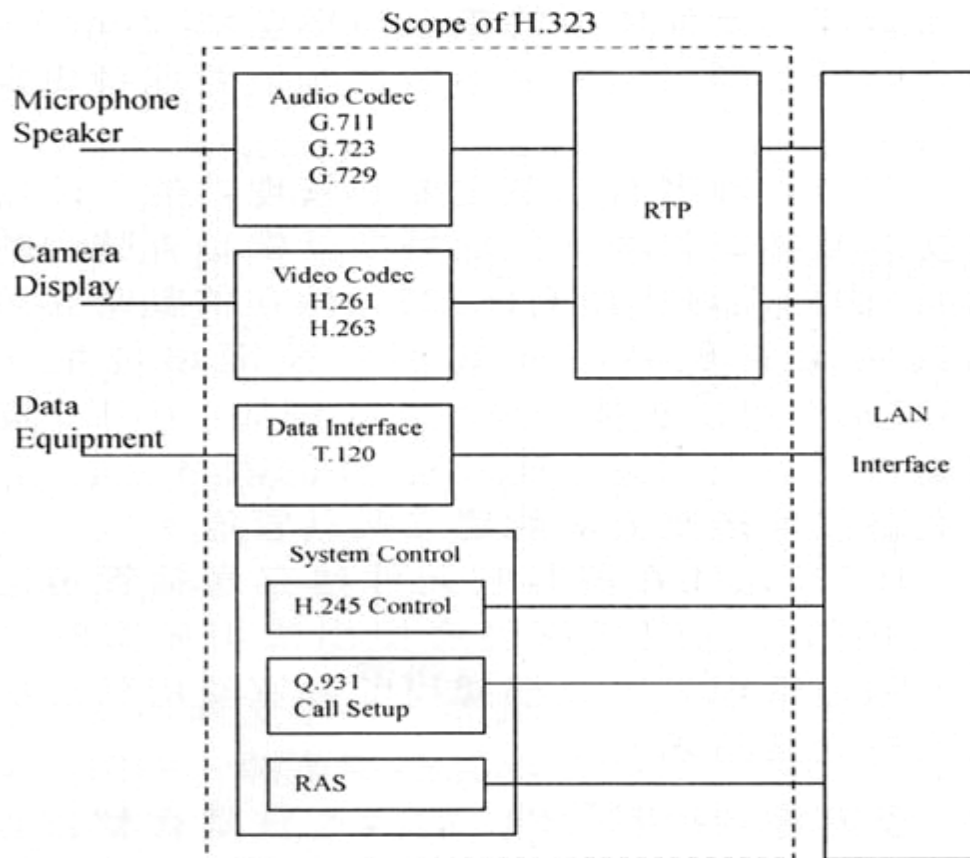 Scope of H.323
Microphone
Speaker
Audio Codec
G.711
G.723
G.729
RTP
Camera
Display
Video Codec
H.261
H.263
Data
Equipment
Data Interface
T.120
LAN
Interface
System Control
H.245 Control
Q.931
Call Setup
RAS